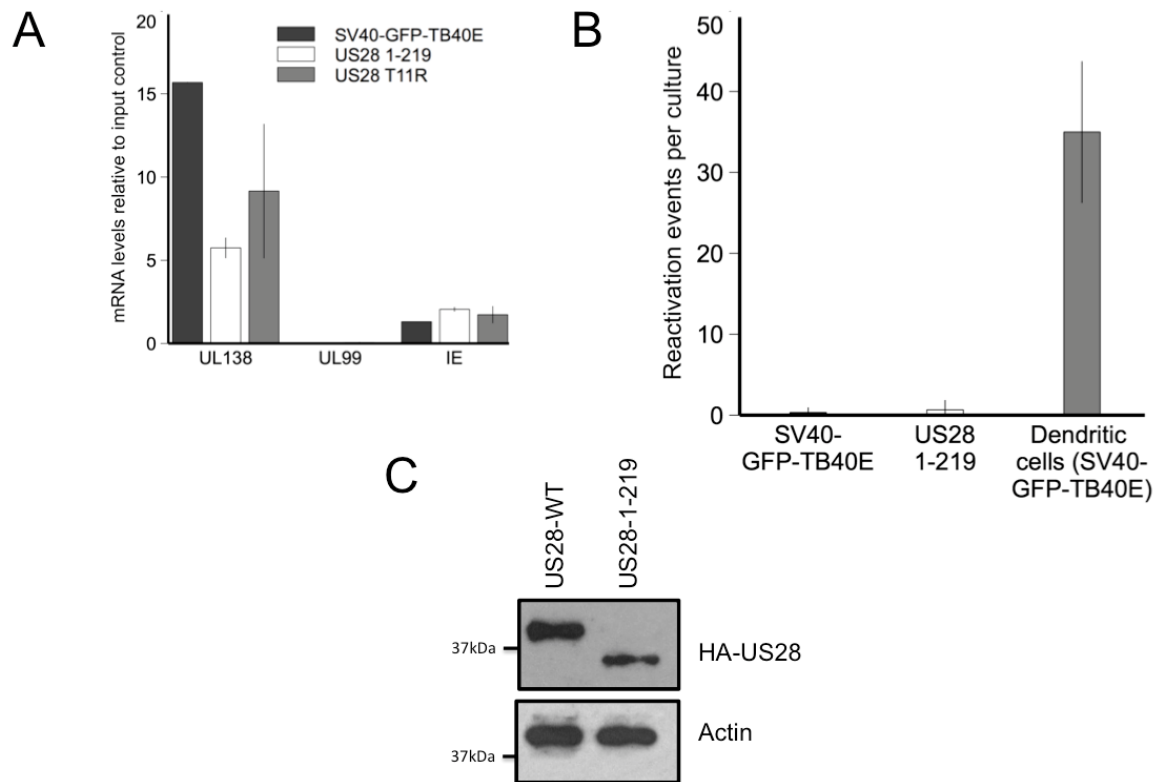 A
mRNA levels relative to input control
20
15
10
5
0
SV40-GFP-TB40E
US28 1-219
US28 T11R
UL138
UL99
IE
B
Reactivation events per culture
50
40
30
20
10
0
SV40-
GFP-TB40E
US28
1-219
Dendritic
cells (SV40-
GFP-TB40E)
C
US28-WT
US28-1-219
37kDa
HA-US28
Actin
37kDa